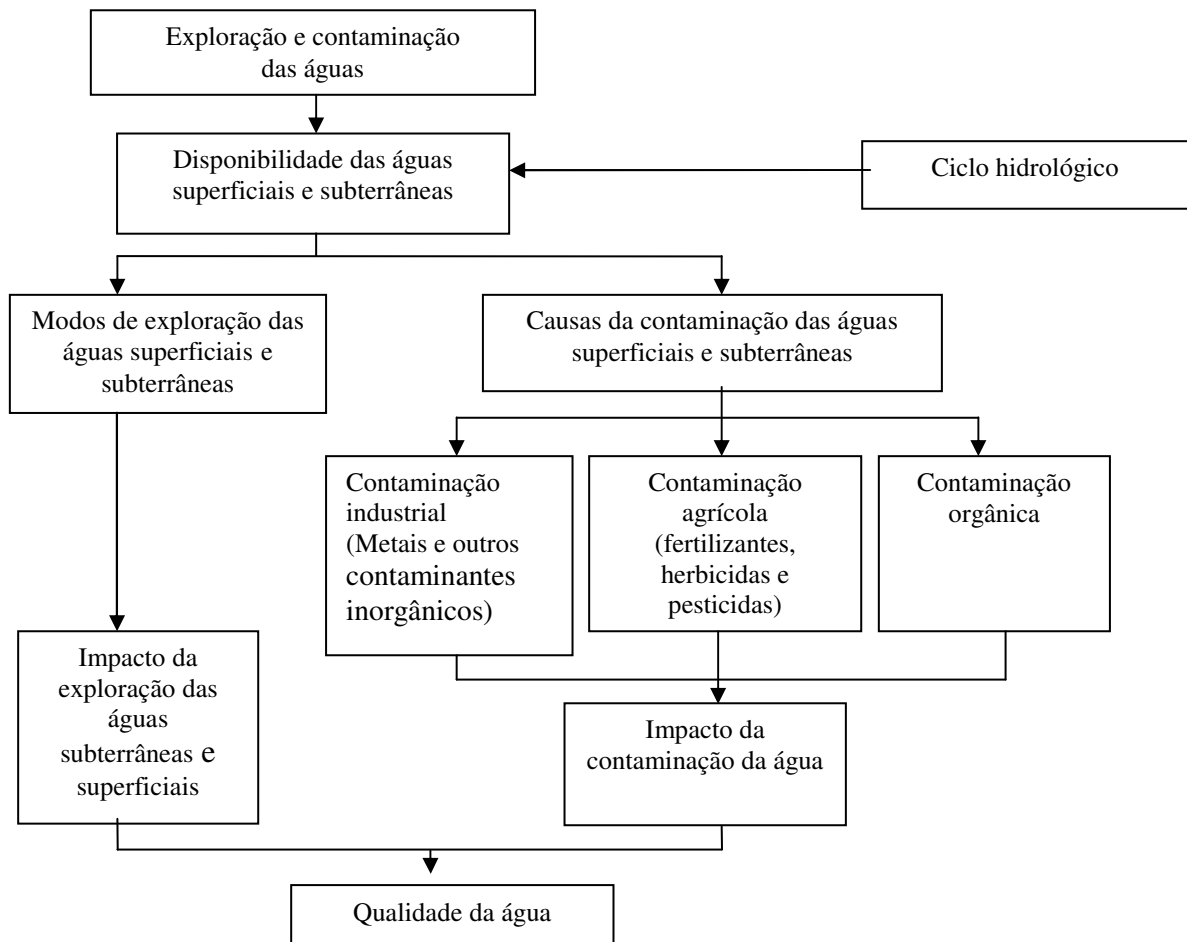 Exploração e contaminação
das águas
Disponibilidade das águas
superficiais e subterrâneas
Ciclo hidrológico
Modos de exploração das
águas superficiais e
subterrâneas
Causas da contaminação das águas
superficiais e subterrâneas
Contaminação
industrial
(Metais e outros
contaminantes
inorgânicos)
Contaminação
agrícola
(fertilizantes,
herbicidas e
pesticidas)
Contaminação
orgânica
Impacto da
exploração das
águas
subterrâneas e
superficiais
Impacto da
contaminação da água
Qualidade da água